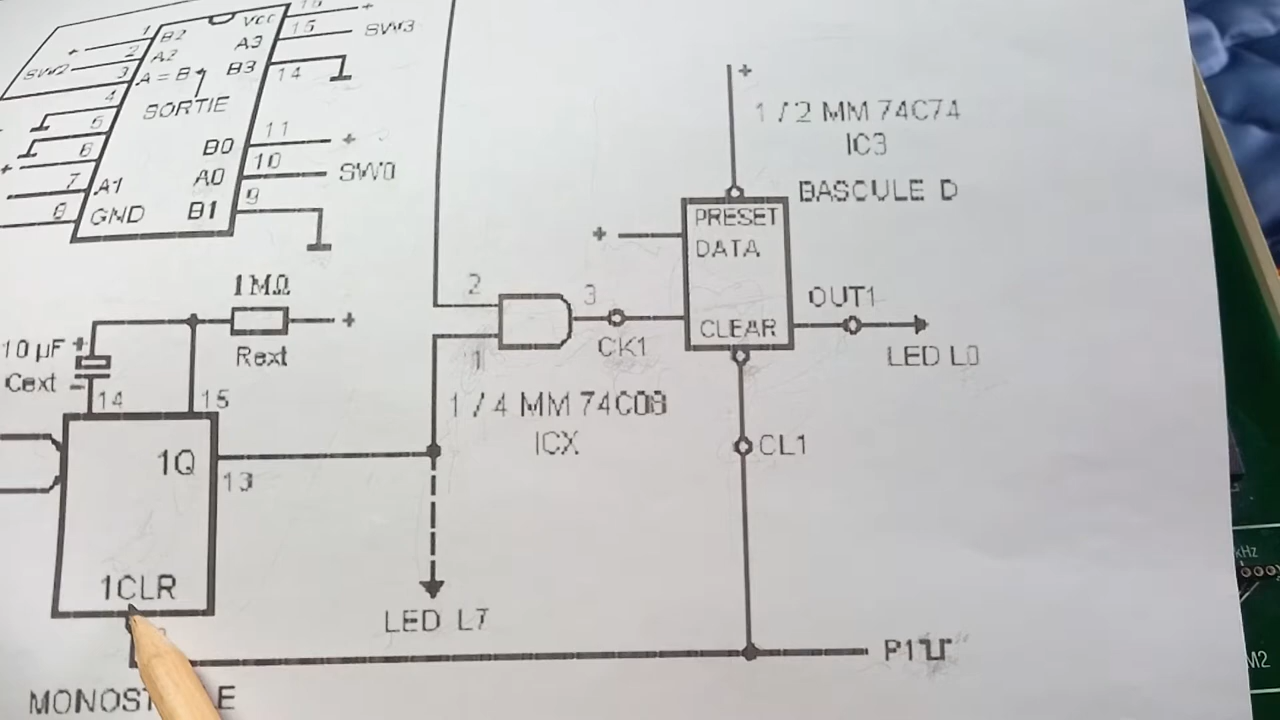 1 B2 VCC 16 +
+ 2 A2 A3 15 SW3
SW2 3 A = B B3 14
4 SORTIE
5
+ 6 B0 11 +
7 A1 A0 10 SW0
8 GND B1 9
+
1 / 2 MM 74C74
IC3
BASCULE D
PRESET
+ DATA
CLEAR
OUT1
LED L0
2
1
3
CK1
1 / 4 MM 74C08
ICX
CL1
1MΩ
+
Rext
10 µF +
Cext -
14
15
1Q
13
1CLR
LED L7
P1
MONOST E
kHz
M2